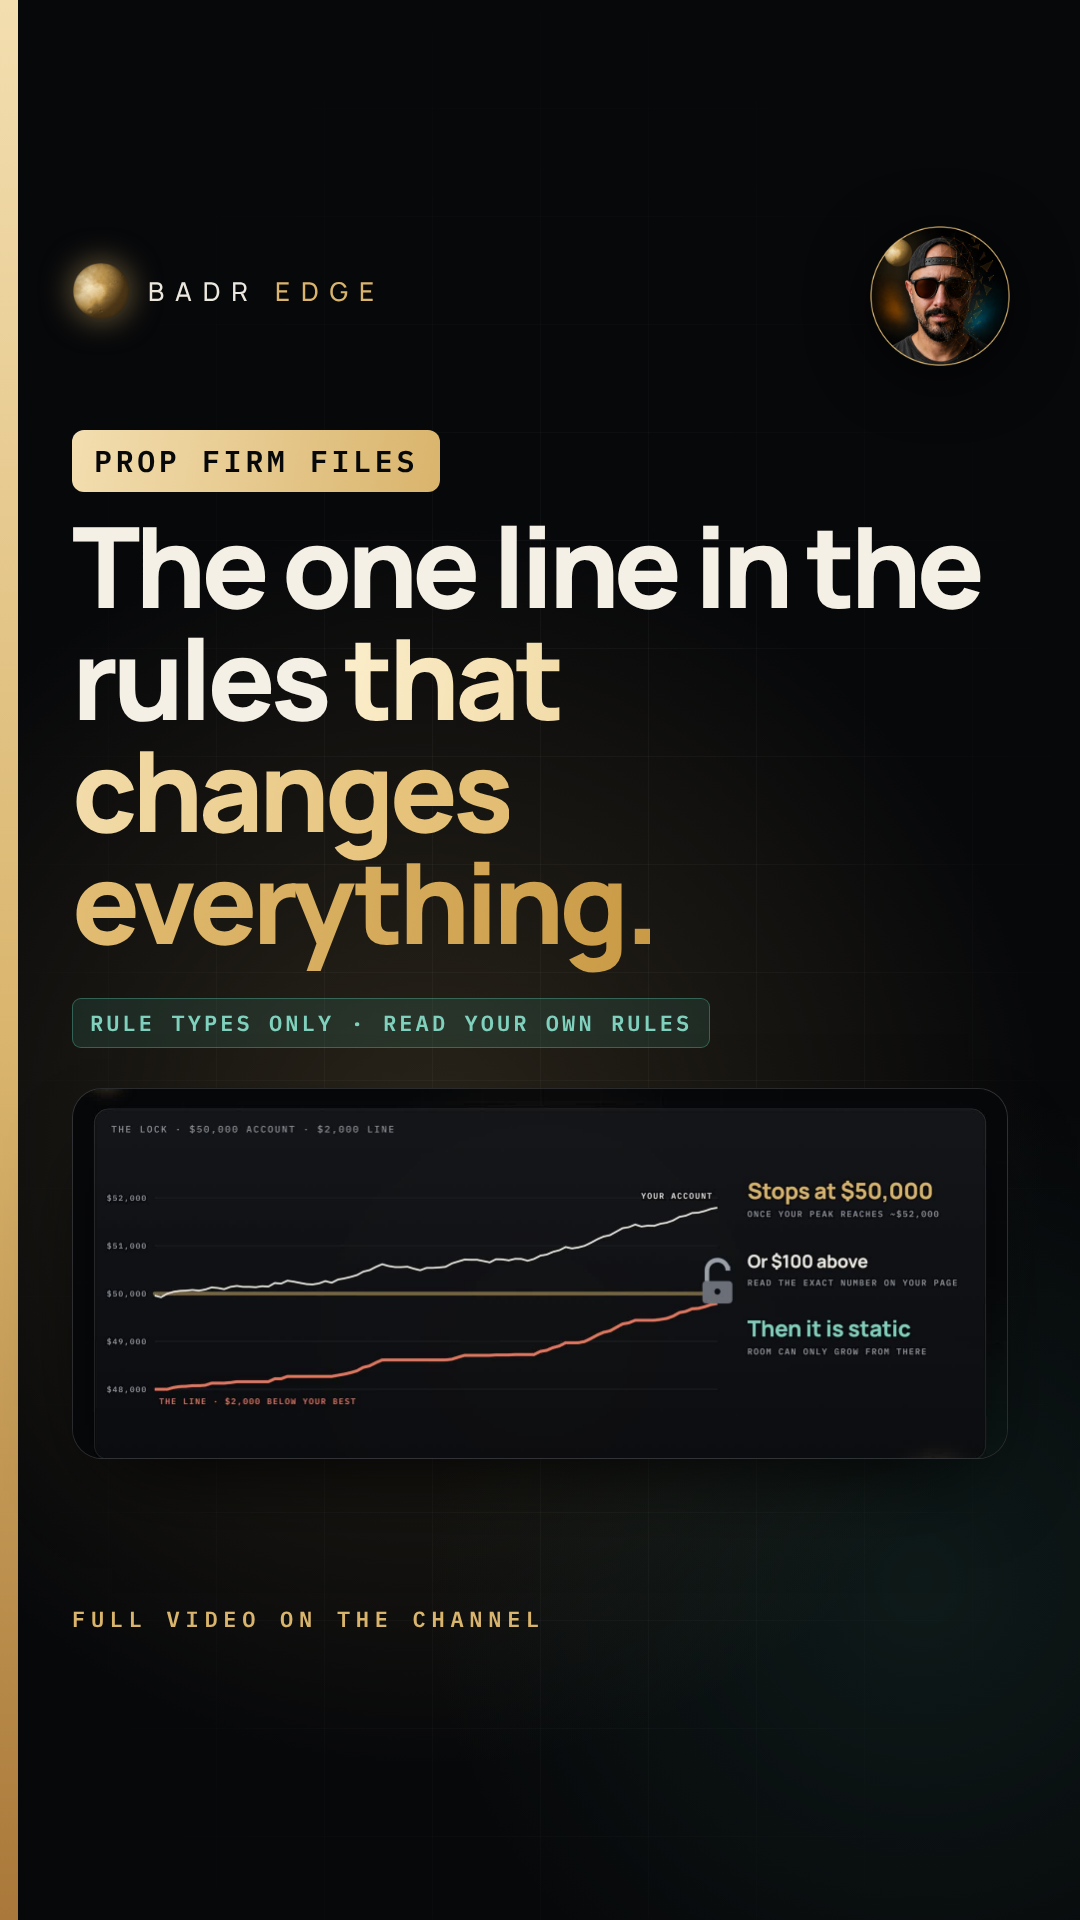 BADR EDGE
PROP FIRM FILES
The one line in the
rules that
changes
everything.
RULE TYPES ONLY · READ YOUR OWN RULES
THE LOCK · $50,000 ACCOUNT · $2,000 LINE
$52,000
YOUR ACCOUNT
$51,000
$50,000
$49,000
$48,000
THE LINE · $2,000 BELOW YOUR BEST
Stops at $50,000
ONCE YOUR PEAK REACHES ~$52,000
Or $100 above
READ THE EXACT NUMBER ON YOUR PAGE
Then it is static
ROOM CAN ONLY GROW FROM THERE
FULL VIDEO ON THE CHANNEL